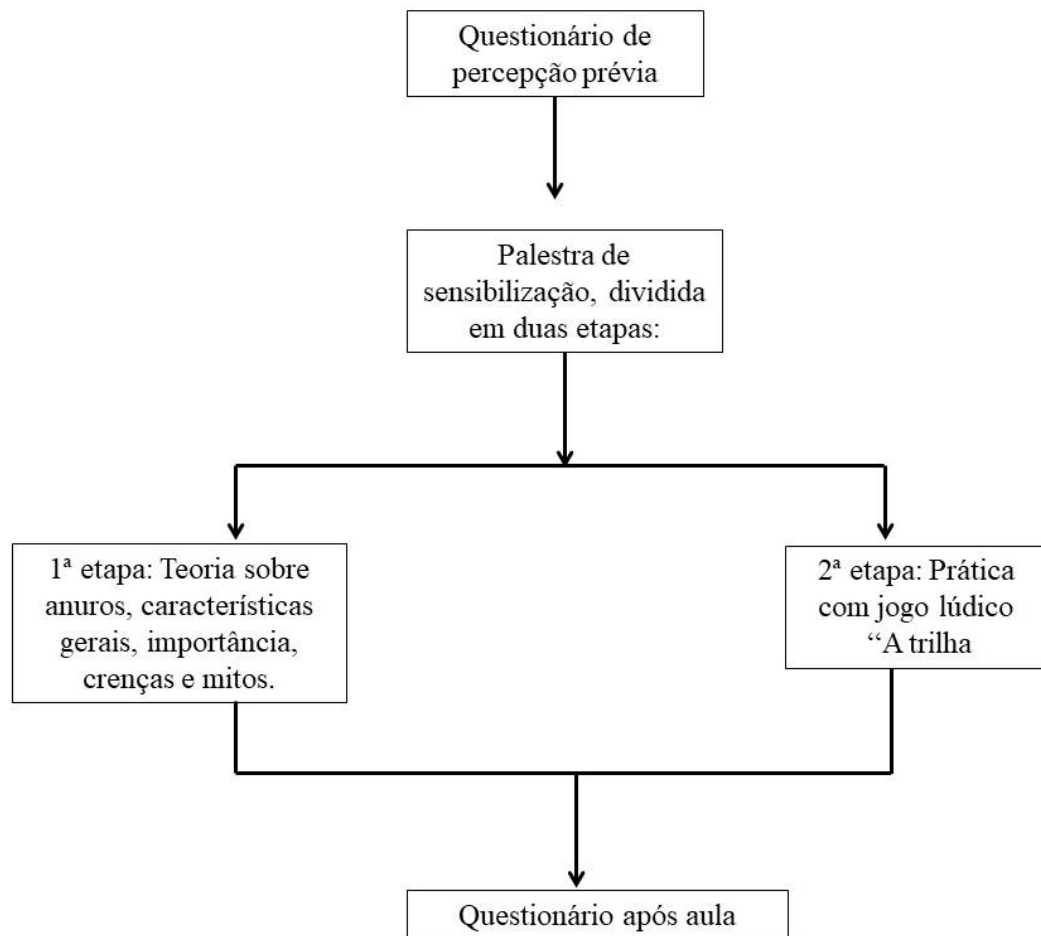 Questionário de
percepção prévia
Palestra de
sensibilização, dividida
em duas etapas:
1ª etapa: Teoria sobre
anuros, características
gerais, importância,
crenças e mitos.
2ª etapa: Prática
com jogo lúdico
“A trilha
Questionário após aula